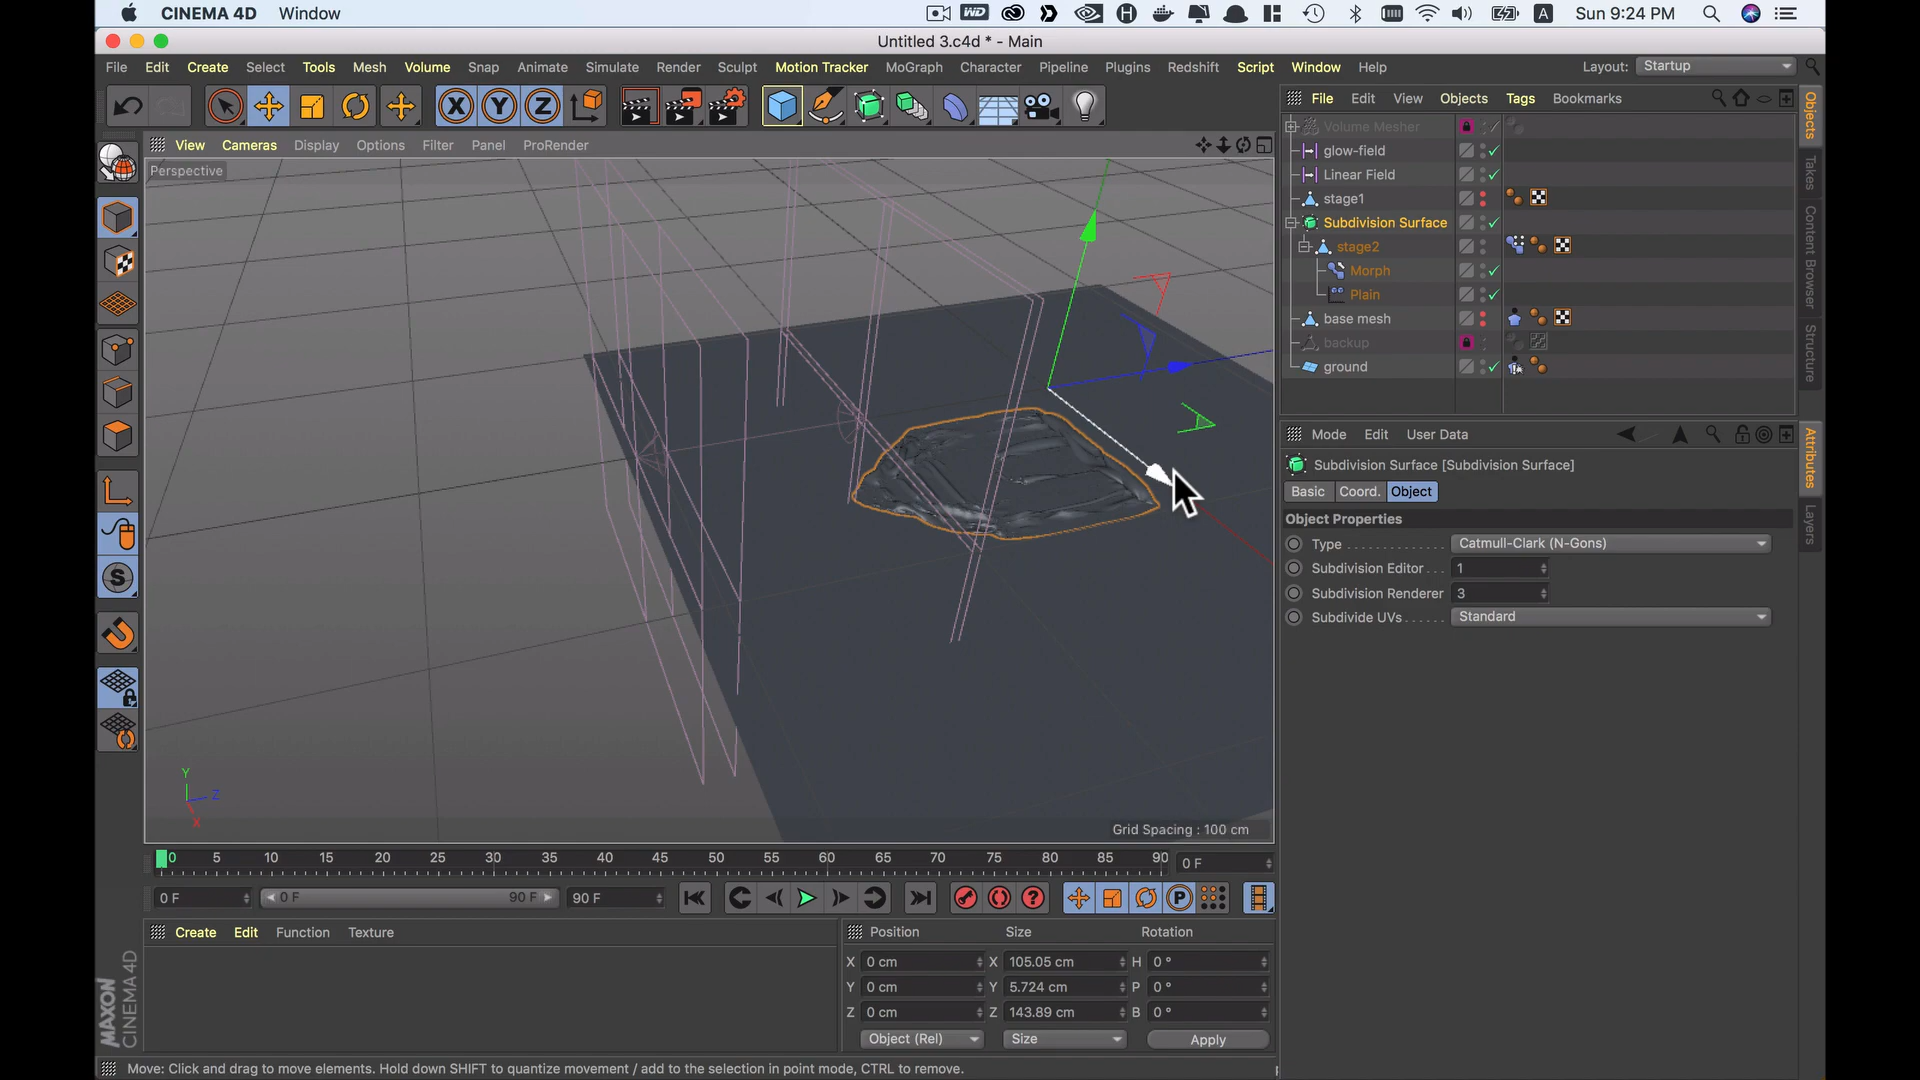 CINEMA 4D Window
Sun 9:24 PM
Untitled 3.c4d * - Main
File Edit Create Select Tools Mesh Volume Snap Animate Simulate Render Sculpt Motion Tracker MoGraph Character Pipeline Plugins Redshift Script Window Help Layout: Startup
X Y Z
File Edit View Objects Tags Bookmarks
View Cameras Display Options Filter Panel ProRender
Perspective
Volume Mesher
glow-field
Linear Field
stage1
Subdivision Surface
stage2
Morph
Plain
base mesh
backup
ground
Objects
Takes
Content Browser
Structure
Mode Edit User Data
Subdivision Surface [Subdivision Surface]
Basic Coord. Object
Object Properties
Type Catmull-Clark (N-Gons)
Subdivision Editor 1
Subdivision Renderer 3
Subdivide UVs Standard
Attributes
Layers
Y
Z
X
Grid Spacing : 100 cm
0 5 10 15 20 25 30 35 40 45 50 55 60 65 70 75 80 85 90 0 F
0 F 0 F 90 F 90 F
Create Edit Function Texture
Position Size Rotation
X 0 cm X 105.05 cm H 0 °
Y 0 cm Y 5.724 cm P 0 °
Z 0 cm Z 143.89 cm B 0 °
Object (Rel) Size Apply
MAXON
CINEMA 4D
Move: Click and drag to move elements. Hold down SHIFT to quantize movement / add to the selection in point mode, CTRL to remove.